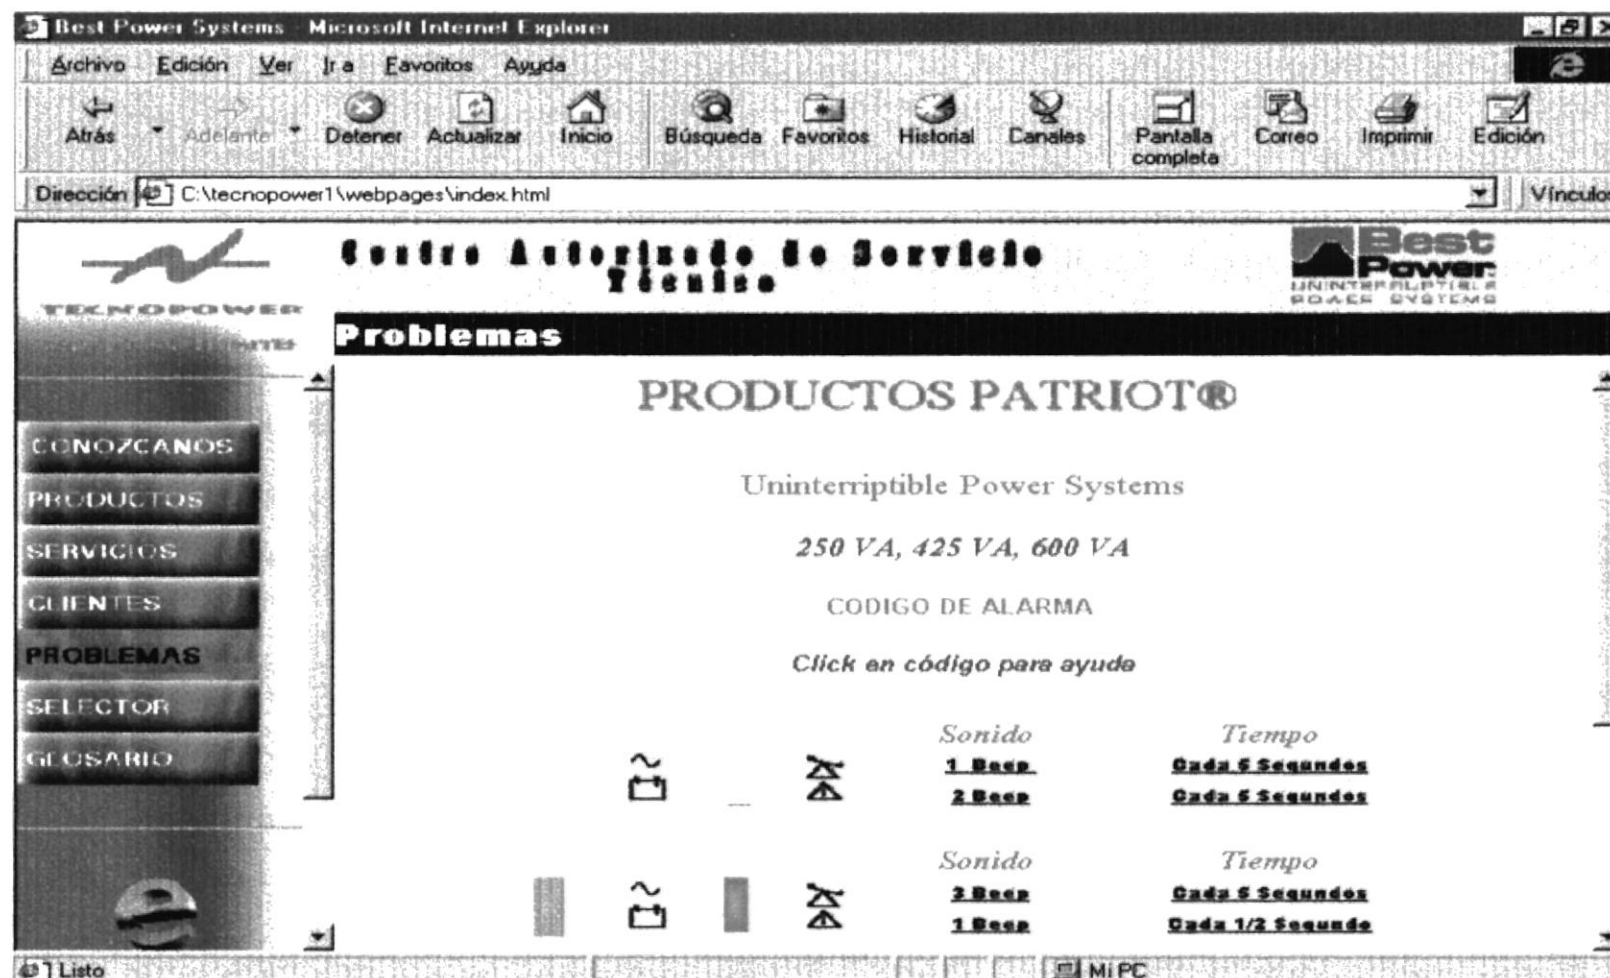 Best Power Systems - Microsoft Internet Explorer
Archivo Edición Ver Ir a Favoritos Ayuda
Atrás Adelante Detener Actualizar Inicio Búsqueda Favoritos Historial Canales Pantalla completa Correo Imprimir Edición
Dirección C:\tecnopower1\webpages\index.html Vínculos
Centro Autorizado de Servicio
Técnico
TECNOPOWER
Best
Power
UNINTERRUPTIBLE
POWER SYSTEMS
Problemas
CONOZCANOS
PRODUCTOS
SERVICIOS
CLIENTES
PROBLEMAS
SELECTOR
GLOSARIO
PRODUCTOS PATRIOT®
Uninterriptible Power Systems
250 VA, 425 VA, 600 VA
CODIGO DE ALARMA
Click en código para ayuda
Sonido Tiempo
1 Beep Cada 5 Segundos
2 Beep Cada 5 Segundos
Sonido Tiempo
3 Beep Cada 5 Segundos
1 Beep Cada 1/2 Segundo
Listo Mi PC